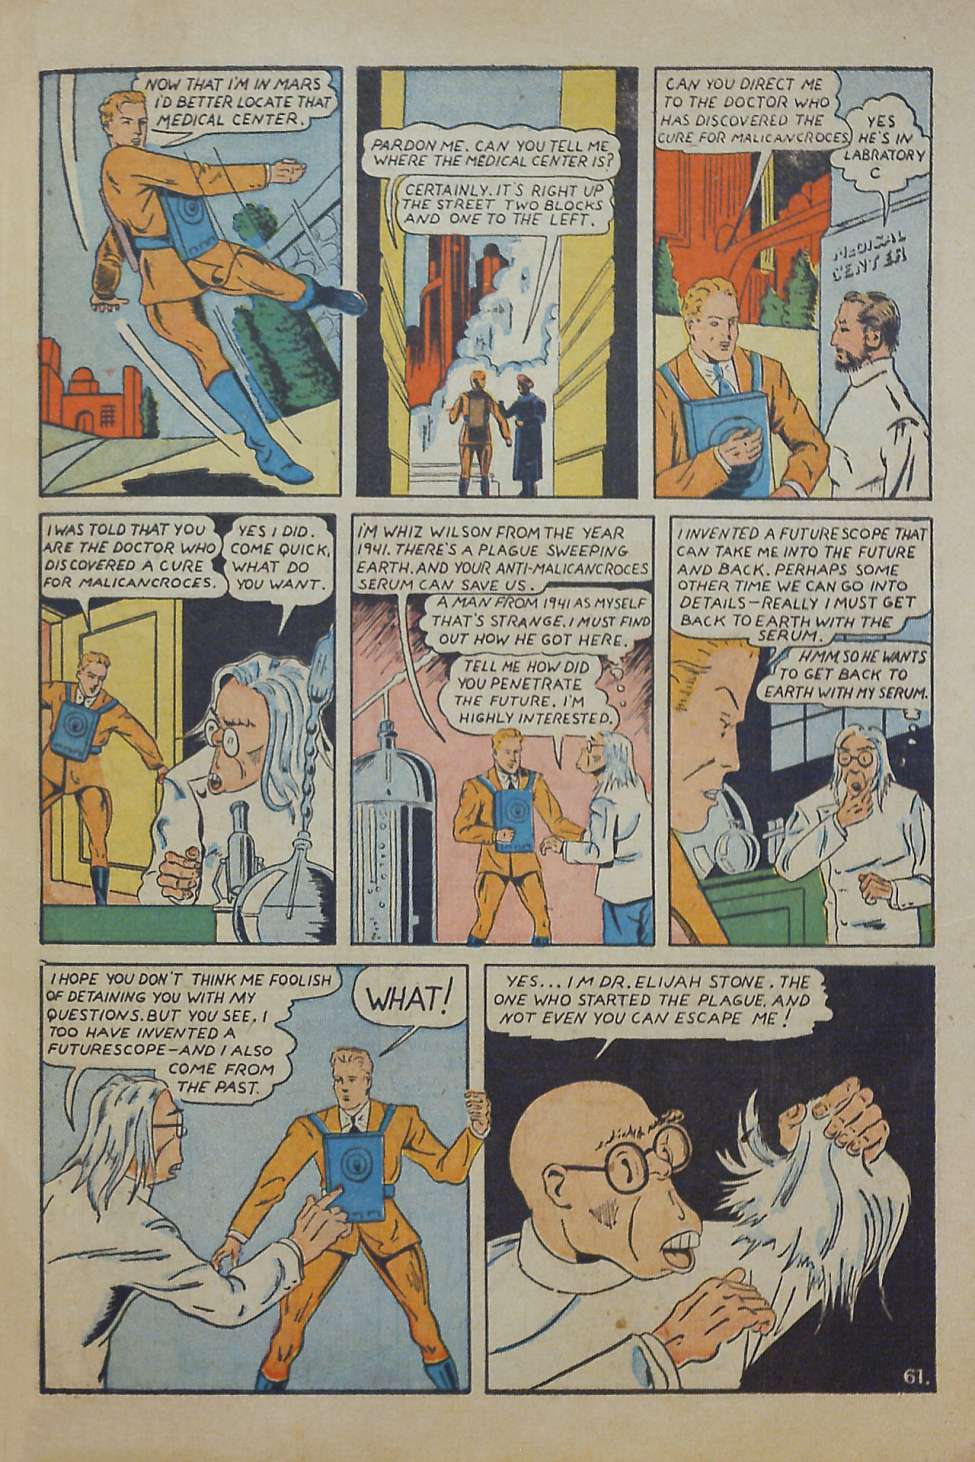 NOW THAT I'M IN MARS
I'D BETTER LOCATE THAT
MEDICAL CENTER.
PARDON ME. CAN YOU TELL ME
WHERE THE MEDICAL CENTER IS?
CERTAINLY. IT'S RIGHT UP
THE STREET TWO BLOCKS
AND ONE TO THE LEFT.
CAN YOU DIRECT ME
TO THE DOCTOR WHO
HAS DISCOVERED THE
CURE FOR MALICANCROCES
YES
HE'S IN
LABRATORY
C
MEDICAL
CENTER
I WAS TOLD THAT YOU
ARE THE DOCTOR WHO
DISCOVERED A CURE
FOR MALICANCROCES.
YES I DID.
COME QUICK,
WHAT DO
YOU WANT.
I'M WHIZ WILSON FROM THE YEAR
1941. THERE'S A PLAGUE SWEEPING
EARTH. AND YOUR ANTI-MALICANCROCES
SERUM CAN SAVE US.
A MAN FROM 1941 AS MYSELF
THAT'S STRANGE. I MUST FIND
OUT HOW HE GOT HERE.
TELL ME HOW DID
YOU PENETRATE
THE FUTURE. I'M
HIGHLY INTERESTED.
I INVENTED A FUTURESCOPE THAT
CAN TAKE ME INTO THE FUTURE
AND BACK. PERHAPS SOME
OTHER TIME WE CAN GO INTO
DETAILS—REALLY I MUST GET
BACK TO EARTH WITH THE
SERUM.
HMM. SO HE WANTS
TO GET BACK TO
EARTH WITH MY SERUM.
I HOPE YOU DON'T THINK ME FOOLISH
OF DETAINING YOU WITH MY
QUESTIONS. BUT YOU SEE, I
TOO HAVE INVENTED A
FUTURESCOPE—AND I ALSO
COME FROM
THE PAST.
WHAT!
YES... I'M DR. ELIJAH STONE. THE
ONE WHO STARTED THE PLAGUE, AND
NOT EVEN YOU CAN ESCAPE ME!
61.